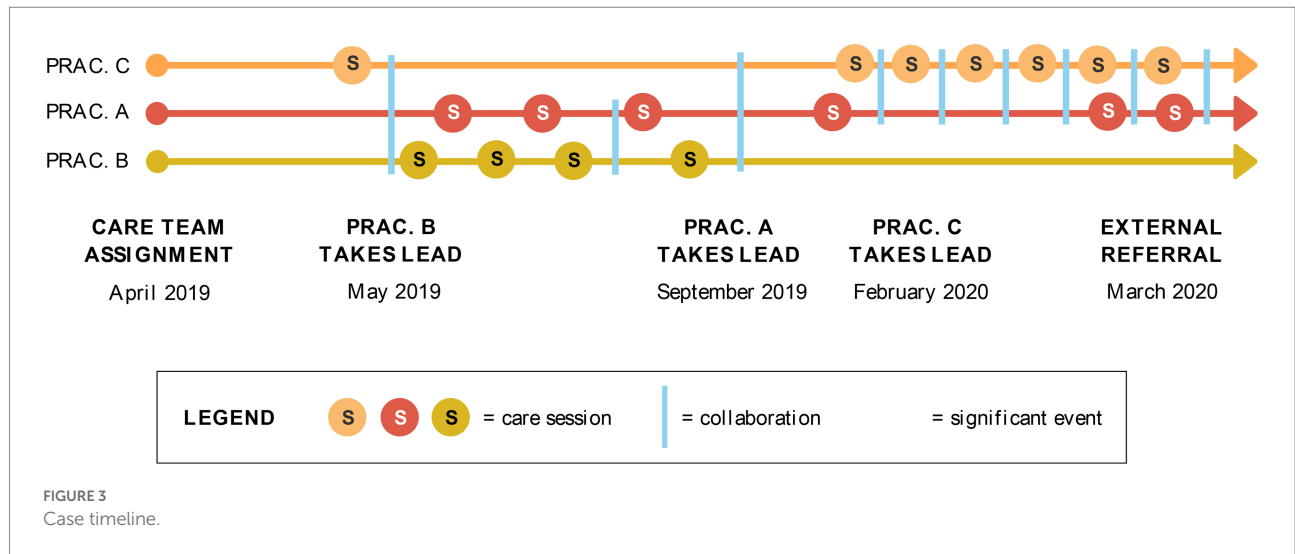 PRAC. C S S S S S S S
PRAC. A S S S S S S
PRAC. B S S S S
CARE TEAM
ASSIGNMENT
April 2019
PRAC. B
TAKES LEAD
May 2019
PRAC. A
TAKES LEAD
September 2019
PRAC. C
TAKES LEAD
February 2020
EXTERNAL
REFERRAL
March 2020
LEGEND S S S = care session = collaboration = significant event
FIGURE 3
Case timeline.